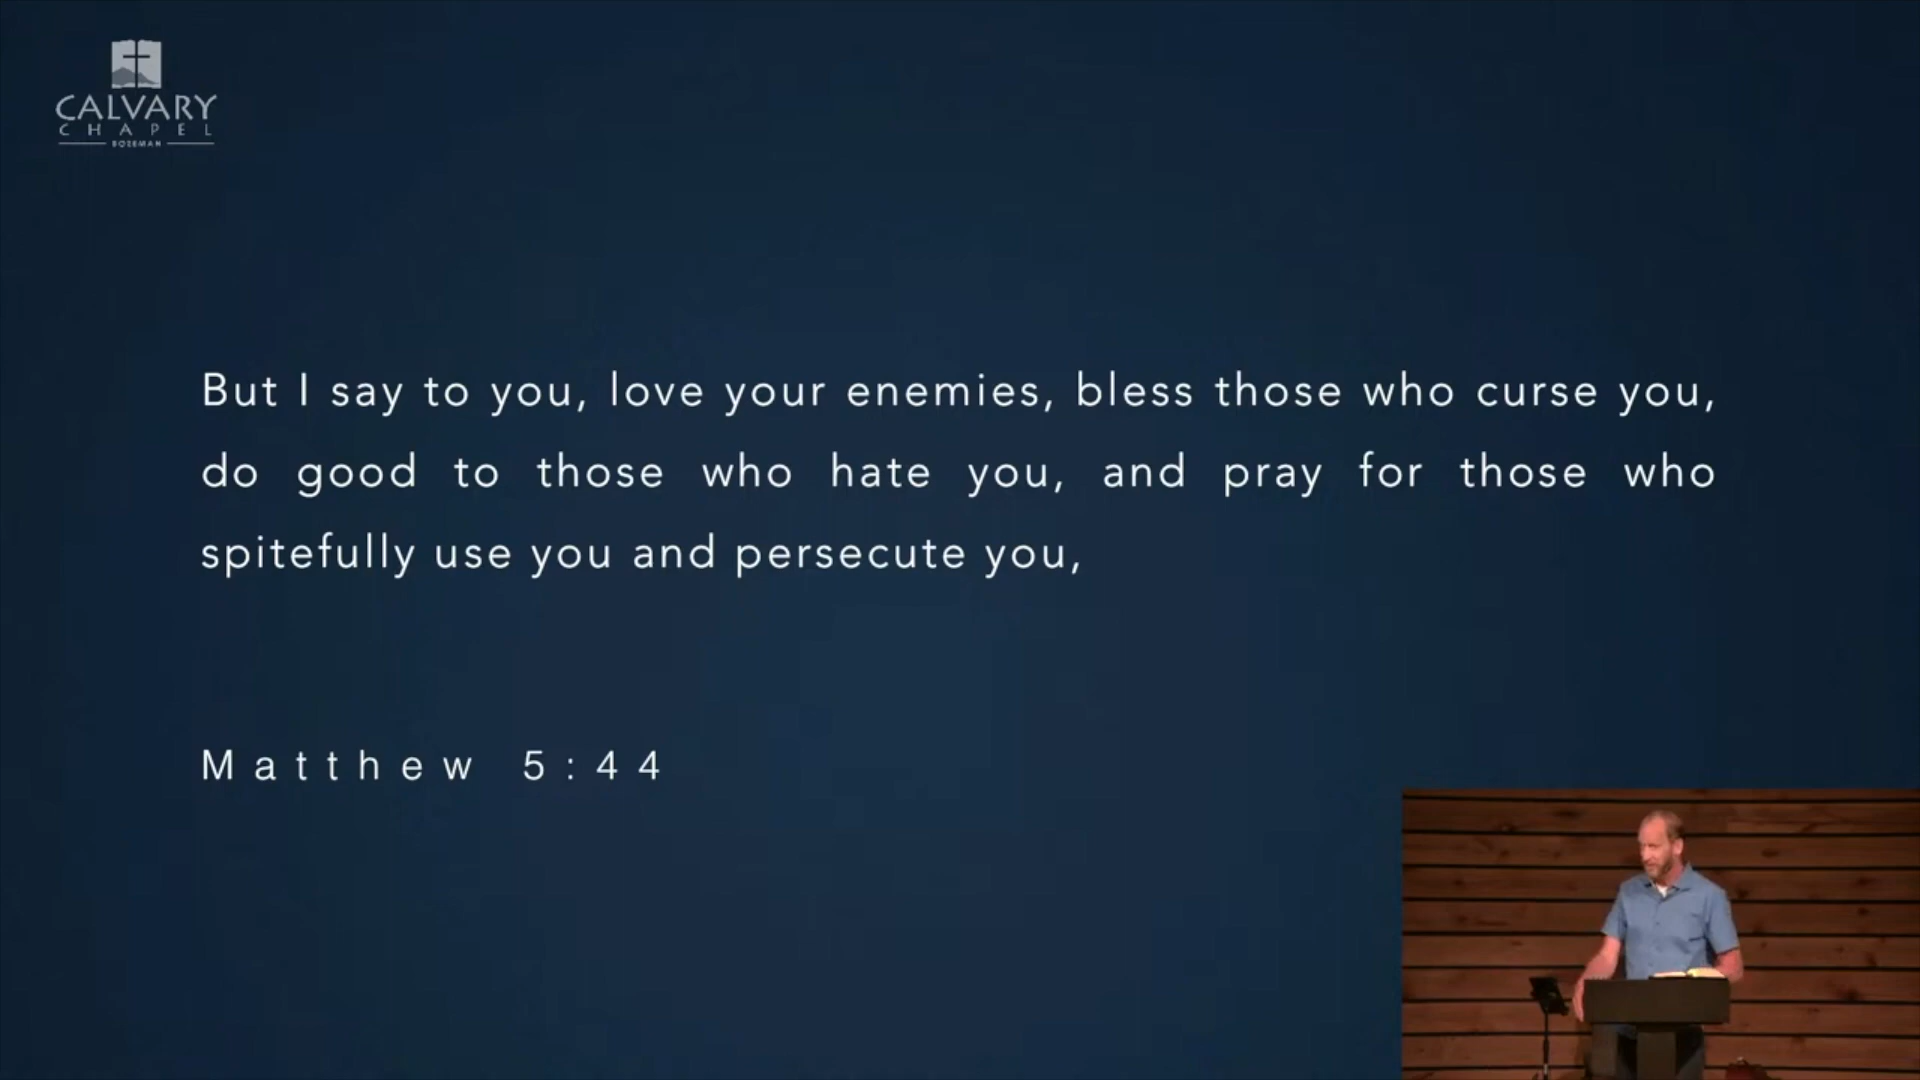 CALVARY
CHAPEL
BOZEMAN
But I say to you, love your enemies, bless those who curse you,
do good to those who hate you, and pray for those who
spitefully use you and persecute you,
Matthew 5:44